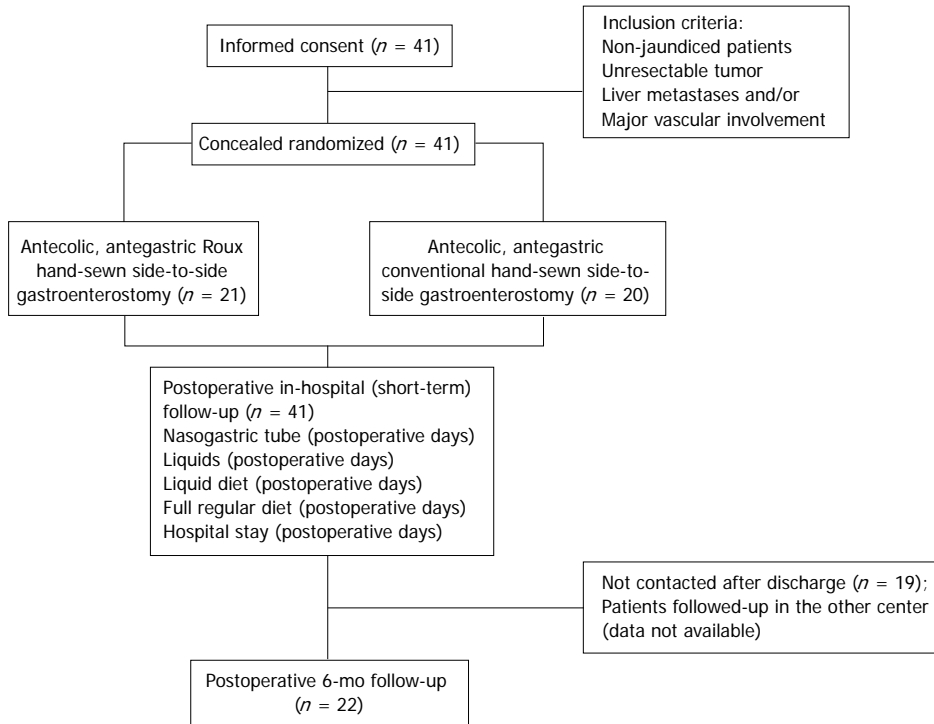 Informed consent (n = 41)
Inclusion criteria:
Non-jaundiced patients
Unresectable tumor
Liver metastases and/or
Major vascular involvement
Concealed randomized (n = 41)
Antecolic, antegastric Roux
hand-sewn side-to-side
gastroenterostomy (n = 21)
Antecolic, antegastric
conventional hand-sewn side-to-
side gastroenterostomy (n = 20)
Postoperative in-hospital (short-term)
follow-up (n = 41)
Nasogastric tube (postoperative days)
Liquids (postoperative days)
Liquid diet (postoperative days)
Full regular diet (postoperative days)
Hospital stay (postoperative days)
Not contacted after discharge (n = 19);
Patients followed-up in the other center
(data not available)
Postoperative 6-mo follow-up
(n = 22)